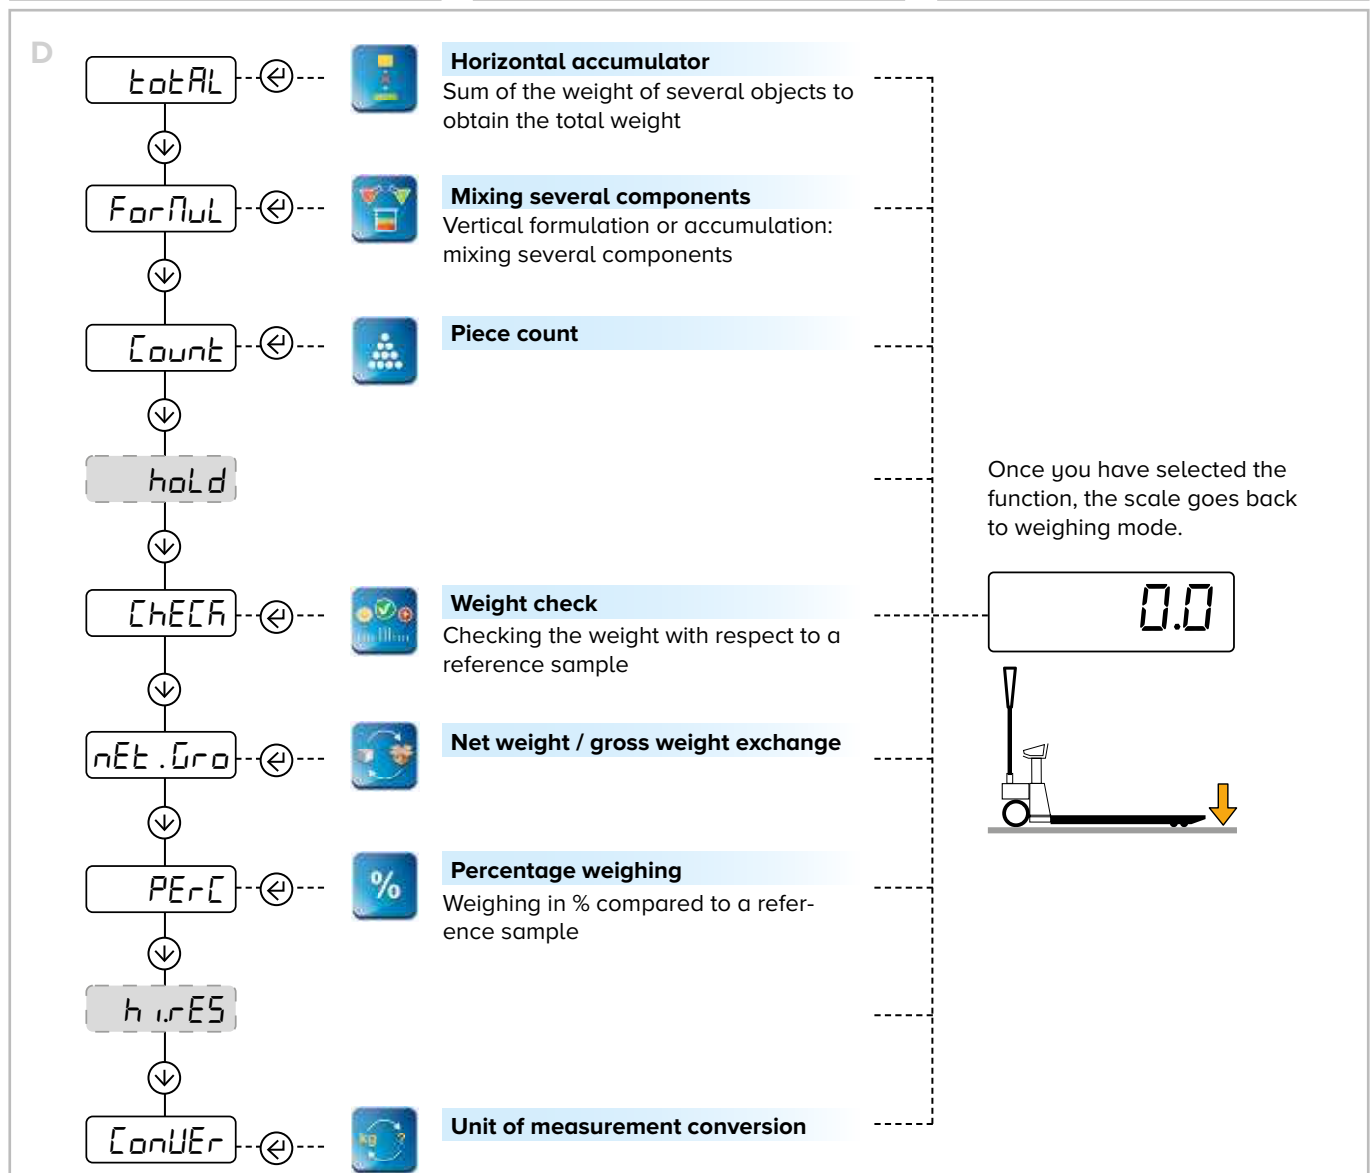 D
totAL
Horizontal accumulator
Sum of the weight of several objects to
obtain the total weight
ForMuL
Mixing several components
Vertical formulation or accumulation:
mixing several components
Count
Piece count
hoLd
Once you have selected the
function, the scale goes back
to weighing mode.
0.0
ChECK
Weight check
Checking the weight with respect to a
reference sample
nEt.Gro
Net weight / gross weight exchange
PErC
%
Percentage weighing
Weighing in % compared to a refer-
ence sample
hi.rES
ConVEr
kg ?
Unit of measurement conversion